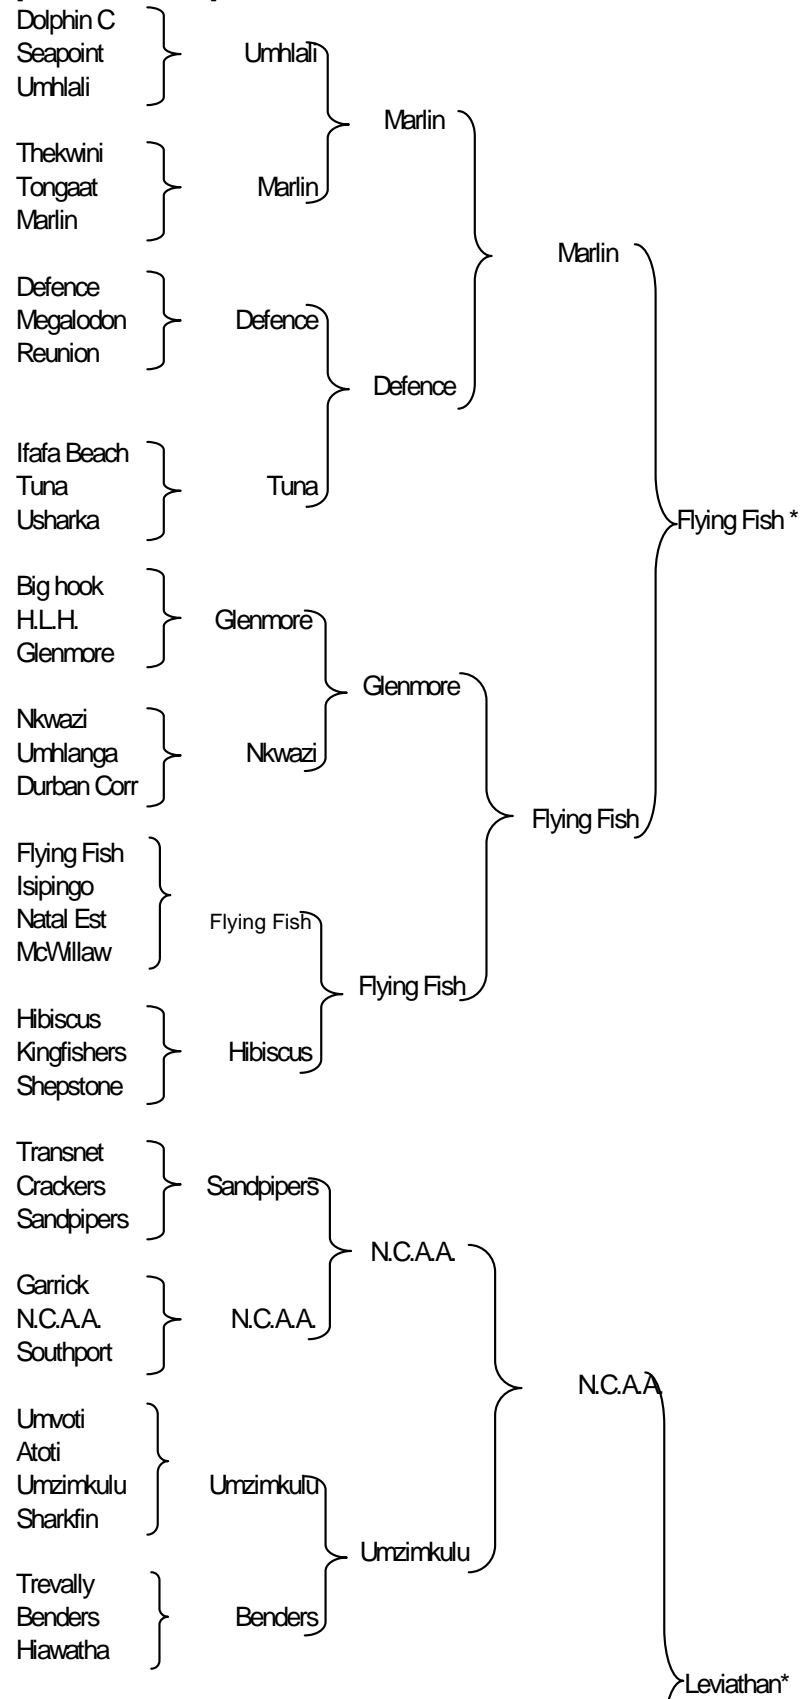 Dolphin C
Seapoint
Umhlali
Umhlali
Marlin
Thekwini
Tongaat
Marlin
Marlin
Marlin
Defence
Megalodon
Reunion
Defence
Defence
Ifafa Beach
Tuna
Usharka
Tuna
Flying Fish *
Big hook
H.L.H.
Glenmore
Glenmore
Glenmore
Nkwazi
Umhlanga
Durban Corr
Nkwazi
Flying Fish
Flying Fish
Isipingo
Natal Est
McWillaw
Flying Fish
Flying Fish
Hibiscus
Kingfishers
Shepstone
Hibiscus
Transnet
Crackers
Sandpipers
Sandpipers
N.C.A.A.
Garrick
N.C.A.A.
Southport
N.C.A.A.
N.C.A.A.
Umvoti
Atoti
Umzimkulu
Sharkfin
Umzimkulu
Umzimkulu
Trevally
Benders
Hiawatha
Benders
Leviathan*